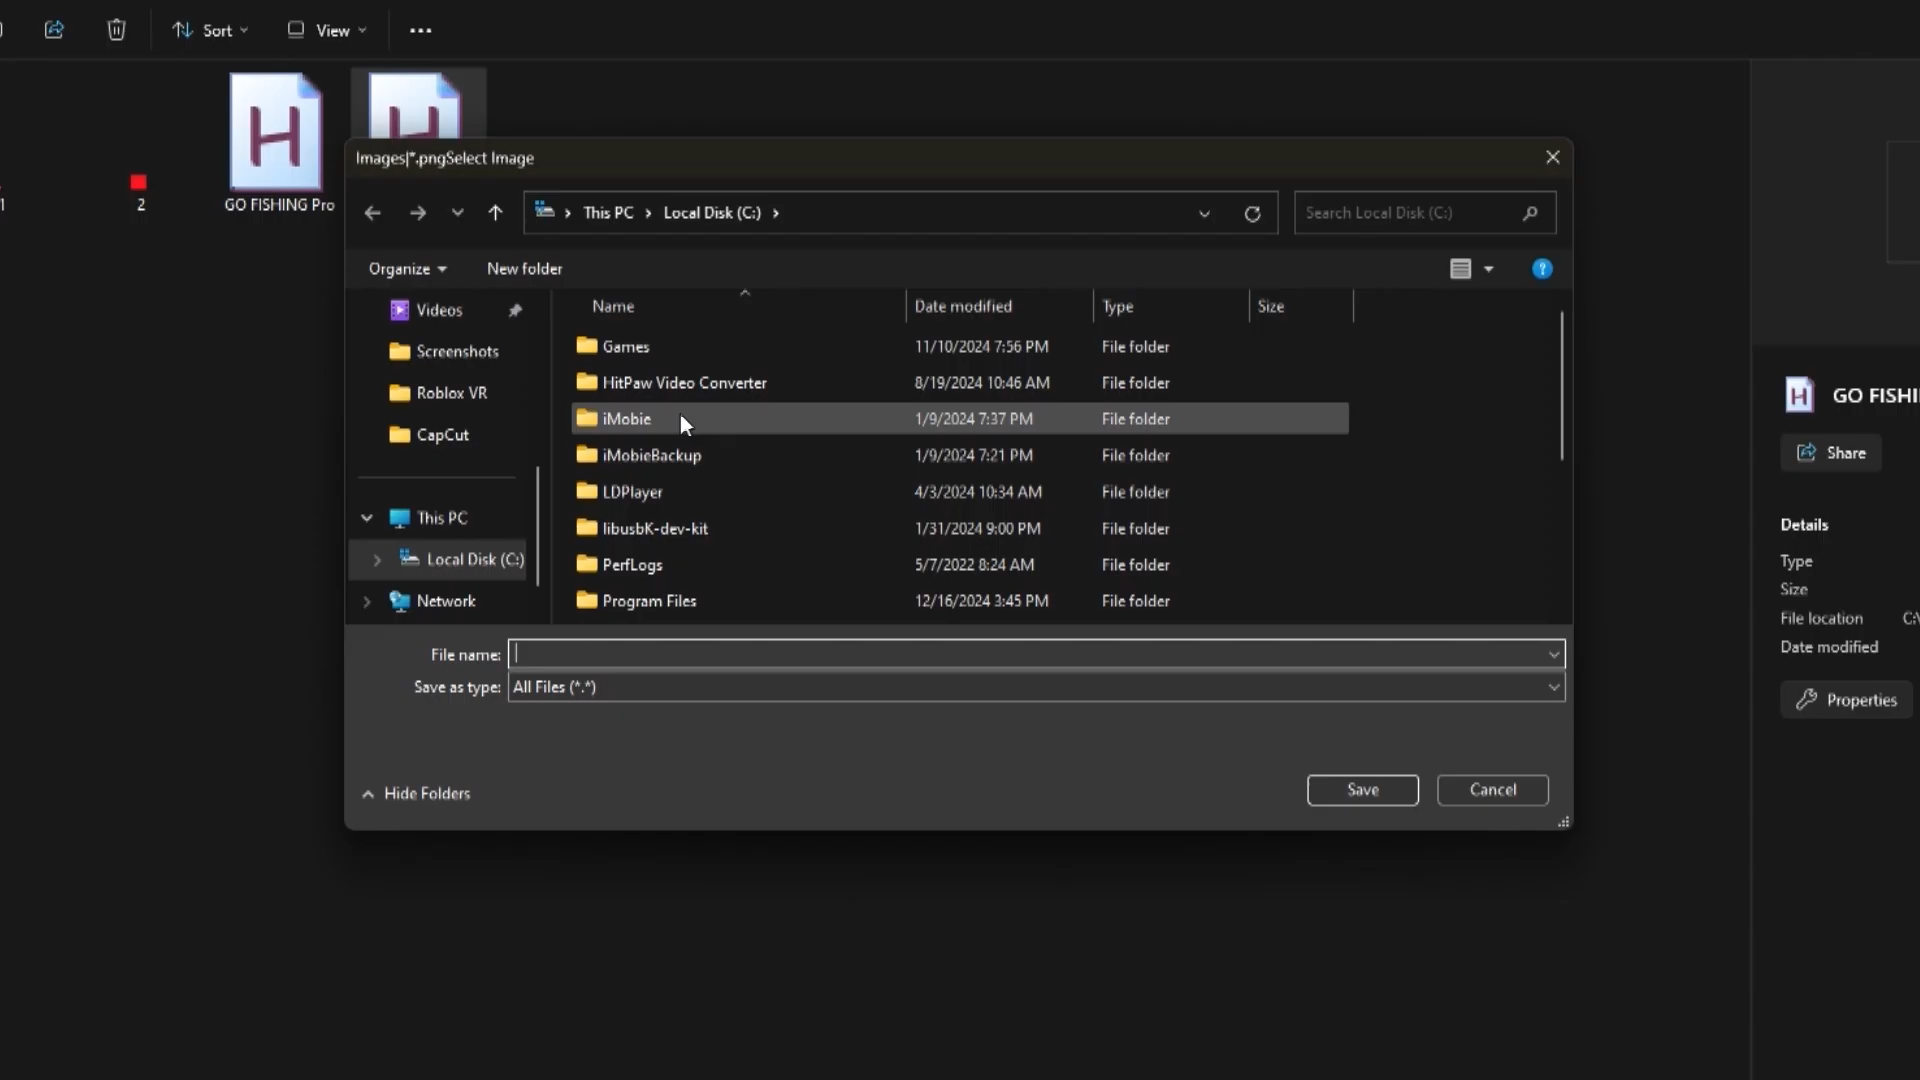 Sort
View
GO FISHING Pro
1
2
Images|*.pngSelect Image
This PC
Local Disk (C:)
Search Local Disk (C:)
Organize
New folder
Name
Date modified
Type
Size
Videos
Screenshots
Roblox VR
CapCut
This PC
Local Disk (C:)
Network
Games 11/10/2024 7:56 PM File folder
HitPaw Video Converter 8/19/2024 10:46 AM File folder
iMobie 1/9/2024 7:37 PM File folder
iMobieBackup 1/9/2024 7:21 PM File folder
LDPlayer 4/3/2024 10:34 AM File folder
libusbK-dev-kit 1/31/2024 9:00 PM File folder
PerfLogs 5/7/2022 8:24 AM File folder
Program Files 12/16/2024 3:45 PM File folder
File name:
Save as type: All Files (*.*)
Hide Folders
Save
Cancel
GO FISHI
Share
Details
Type
Size
File location C:\
Date modified
Properties